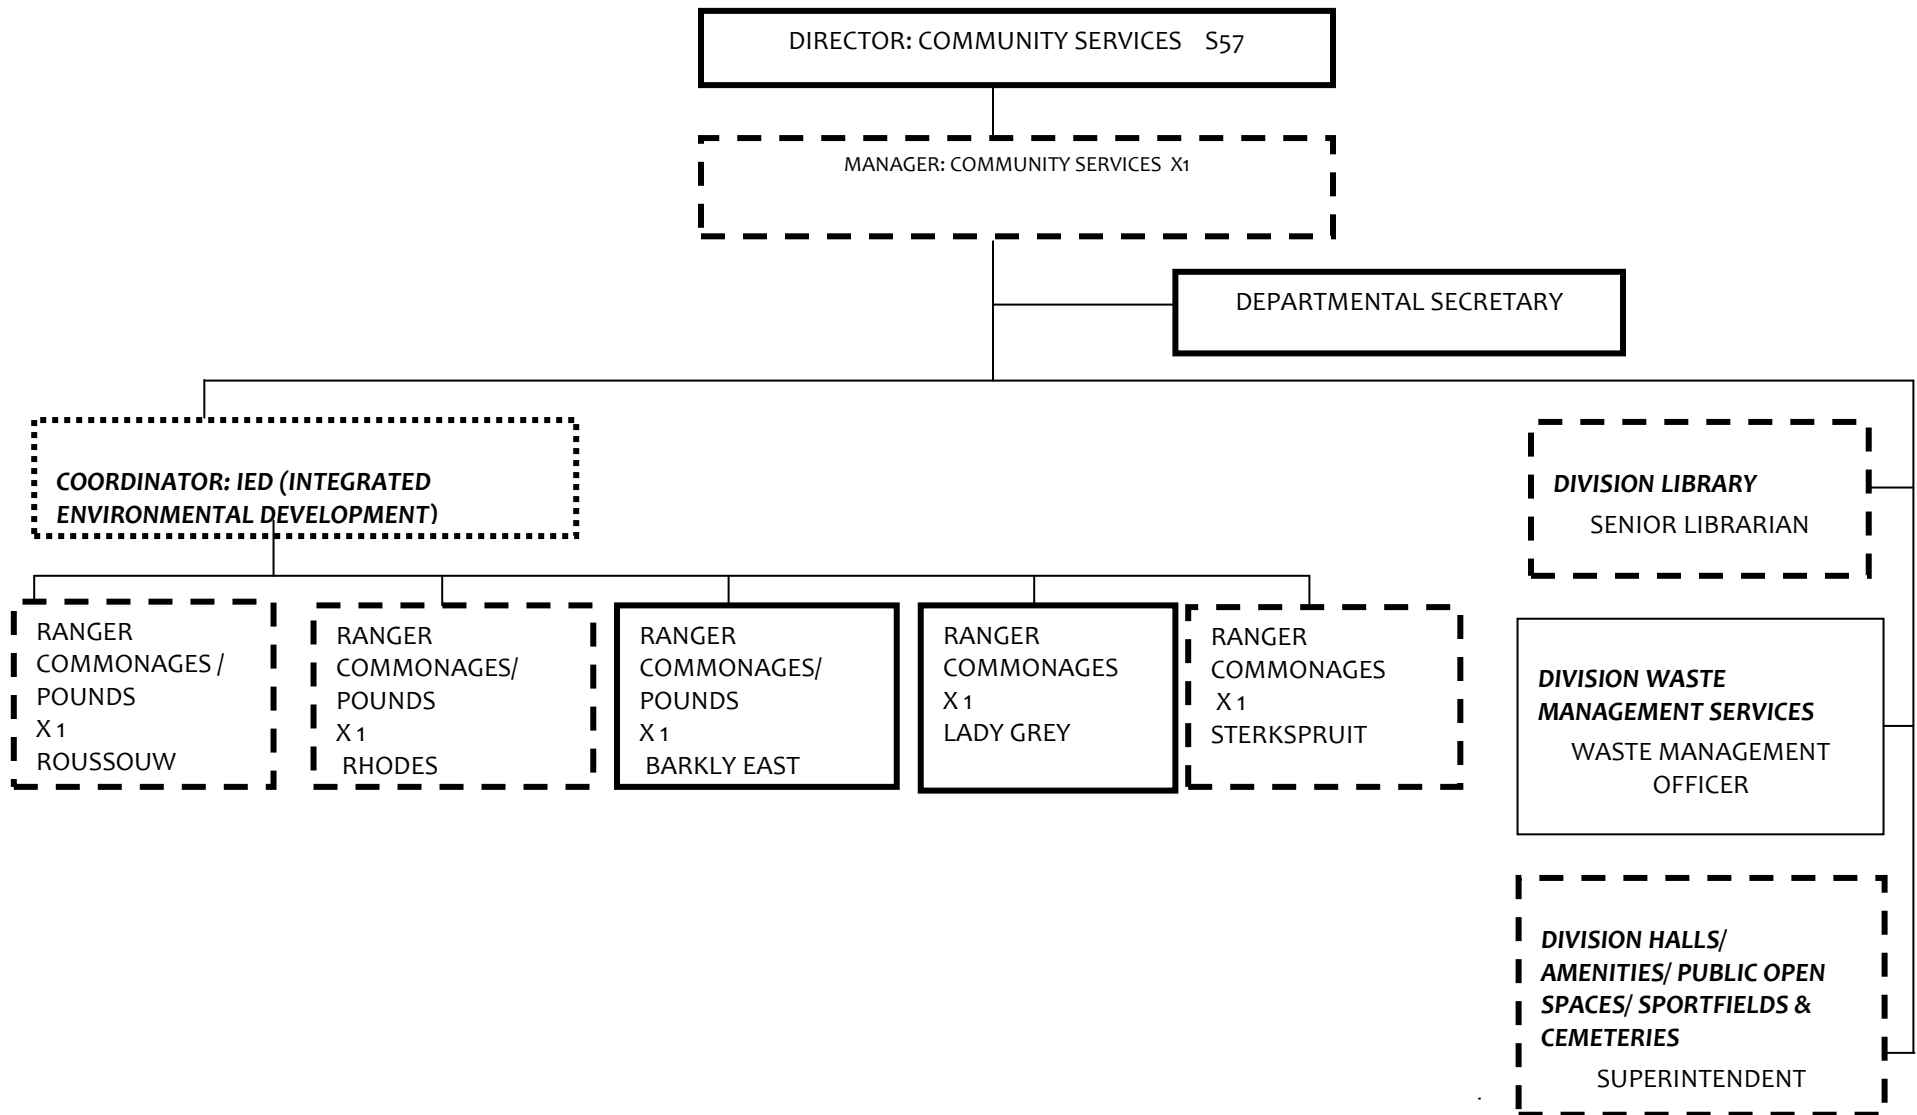 DIRECTOR: COMMUNITY SERVICES S57
MANAGER: COMMUNITY SERVICES X1
DEPARTMENTAL SECRETARY
COORDINATOR: IED (INTEGRATED
ENVIRONMENTAL DEVELOPMENT)
RANGER
COMMONAGES /
POUNDS
X 1
ROUSSOUW
RANGER
COMMONAGES/
POUNDS
X 1
RHODES
RANGER
COMMONAGES/
POUNDS
X 1
BARKLY EAST
RANGER
COMMONAGES
X 1
LADY GREY
RANGER
COMMONAGES
X 1
STERKSPRUIT
DIVISION LIBRARY
SENIOR LIBRARIAN
DIVISION WASTE
MANAGEMENT SERVICES
WASTE MANAGEMENT
OFFICER
DIVISION HALLS/
AMENITIES/ PUBLIC OPEN
SPACES/ SPORTFIELDS &
CEMETERIES
SUPERINTENDENT